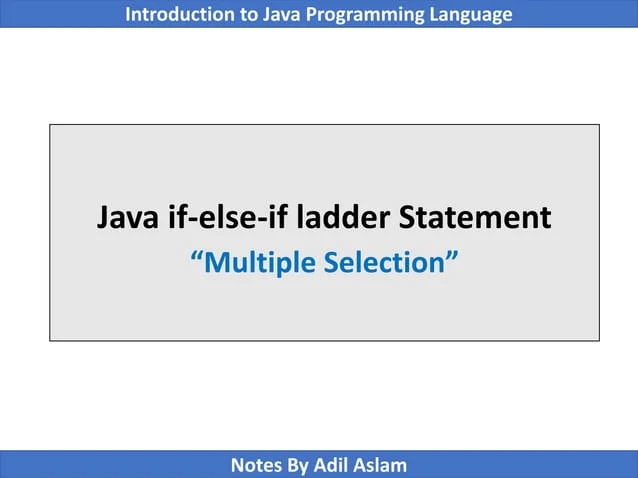 Introduction to Java Programming Language
Java if-else-if ladder Statement
“Multiple Selection”
Notes By Adil Aslam